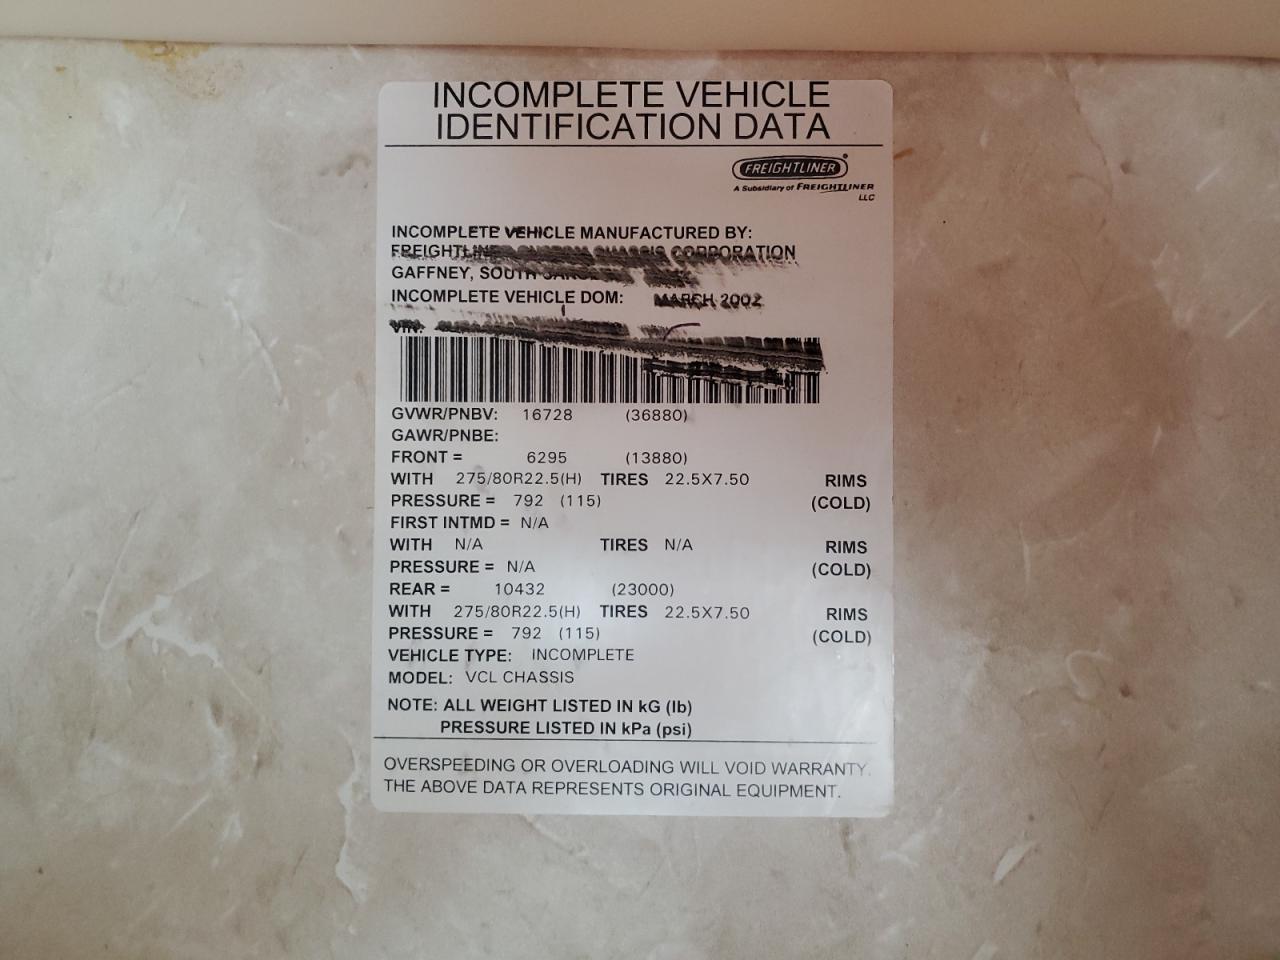 INCOMPLETE VEHICLE
IDENTIFICATION DATA
FREIGHTLINER
A Subsidiary of FREIGHTLINER
LLC
INCOMPLETE VEHICLE MANUFACTURED BY:
FREIGHTLINER CHASSIS CORPORATION
GAFFNEY, SOUTH
INCOMPLETE VEHICLE DOM: MARCH 2002
VIN:
GVWR/PNBV: 16728 (36880)
GAWR/PNBE:
FRONT = 6295 (13880)
WITH 275/80R22.5(H) TIRES 22.5X7.50 RIMS
PRESSURE = 792 (115) (COLD)
FIRST INTMD = N/A
WITH N/A TIRES N/A RIMS
PRESSURE = N/A (COLD)
REAR = 10432 (23000)
WITH 275/80R22.5(H) TIRES 22.5X7.50 RIMS
PRESSURE = 792 (115) (COLD)
VEHICLE TYPE: INCOMPLETE
MODEL: VCL CHASSIS
NOTE: ALL WEIGHT LISTED IN kG (lb)
PRESSURE LISTED IN kPa (psi)
OVERSPEEDING OR OVERLOADING WILL VOID WARRANTY.
THE ABOVE DATA REPRESENTS ORIGINAL EQUIPMENT.